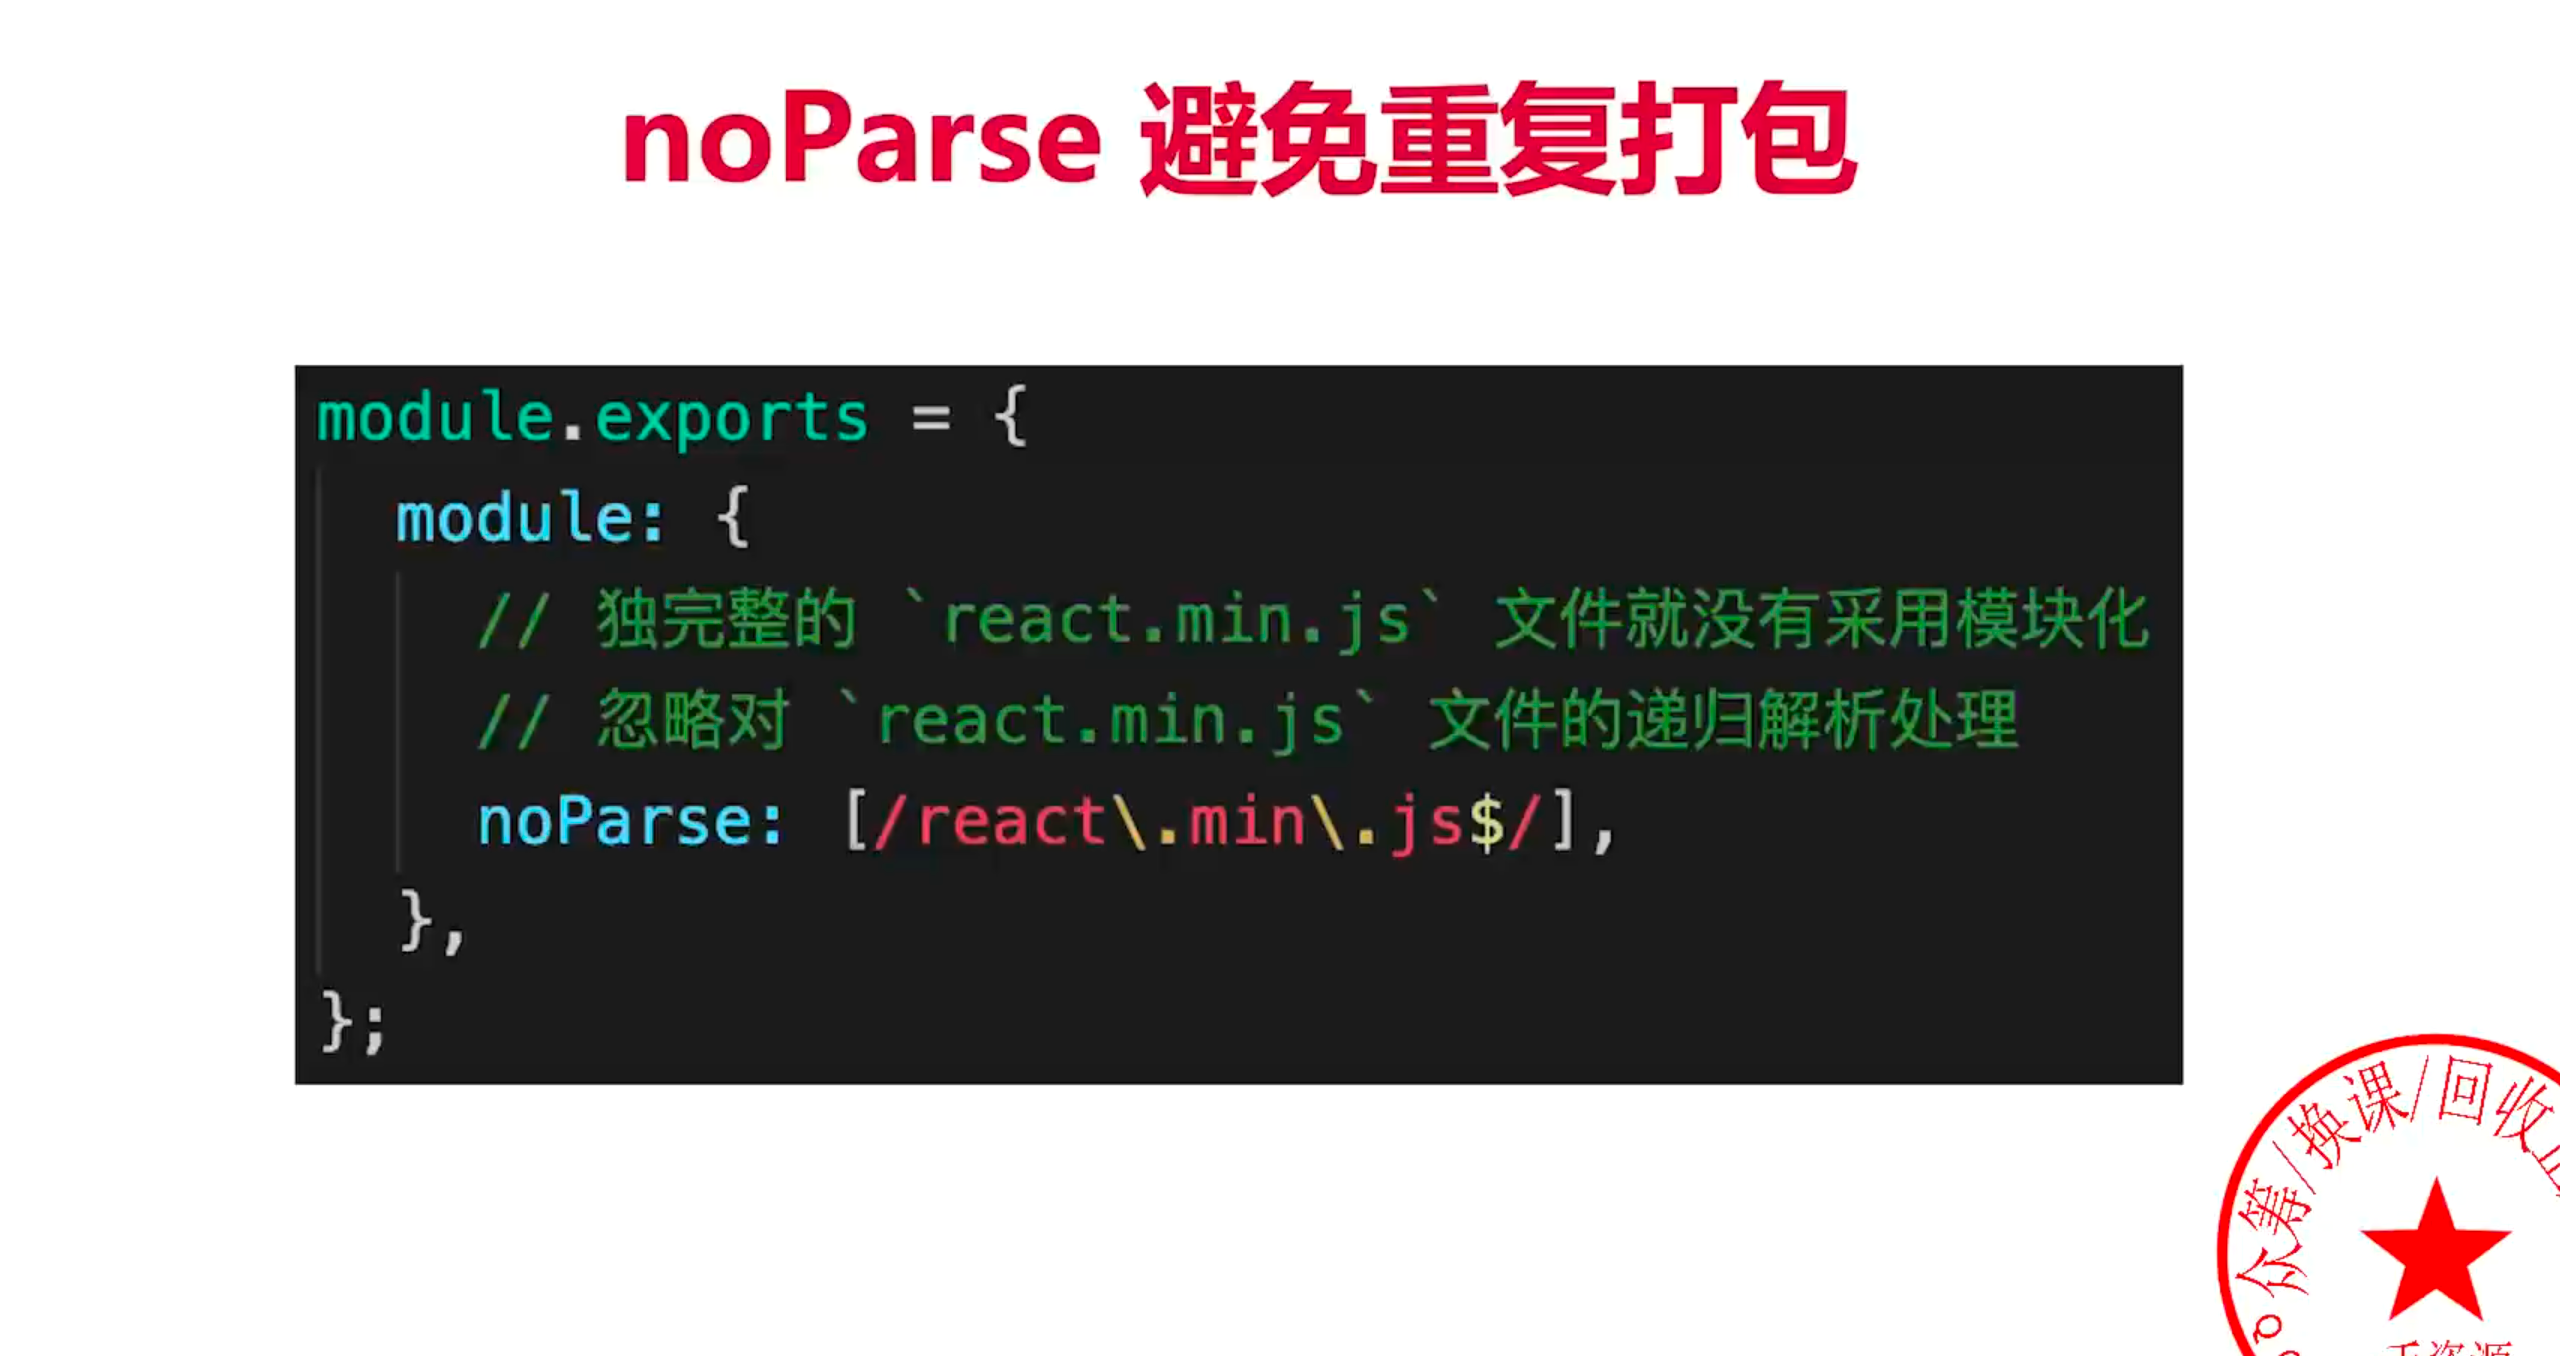 noParse 避免重复打包
module.exports = {
module: {
// 独完整的 `react.min.js` 文件就没有采用模块化
// 忽略对 `react.min.js` 文件的递归解析处理
noParse: [/react\.min\.js$/],
},
};
众筹/换课/回收
资源